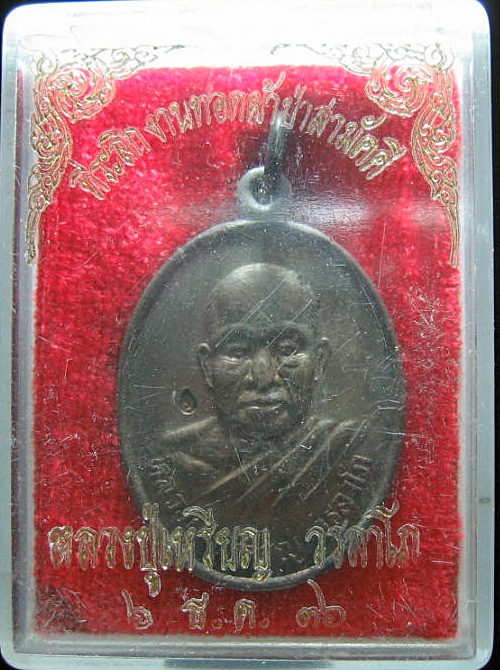 ที่ระลึกงานทอดผ้าป่าสามัคคี
หลวงปู่เหรียญ วรลาโภ
๖ ธ.ค. ๓๖